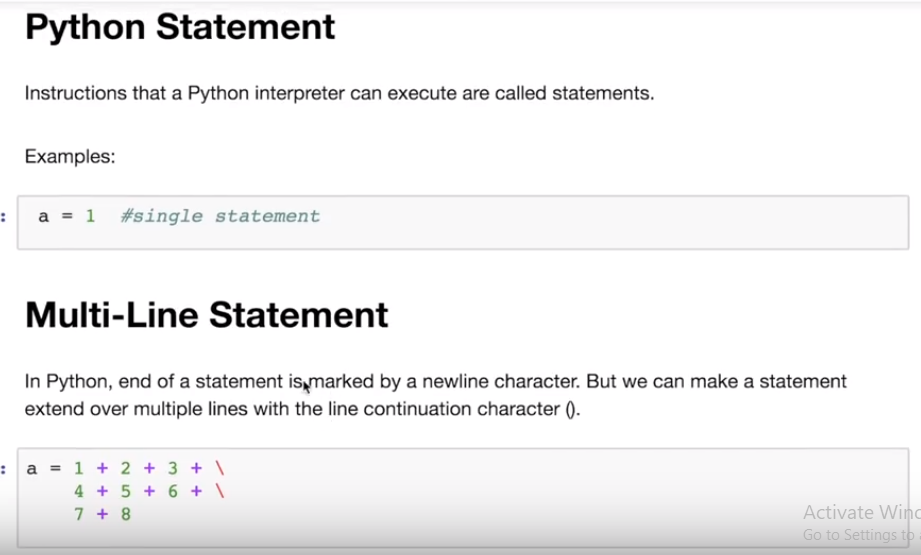 Python Statement
Instructions that a Python interpreter can execute are called statements.
Examples:
: a = 1  #single statement
Multi-Line Statement
In Python, end of a statement is marked by a newline character. But we can make a statement
extend over multiple lines with the line continuation character ().
: a = 1 + 2 + 3 + \
    4 + 5 + 6 + \
    7 + 8
Activate Wind
Go to Settings to